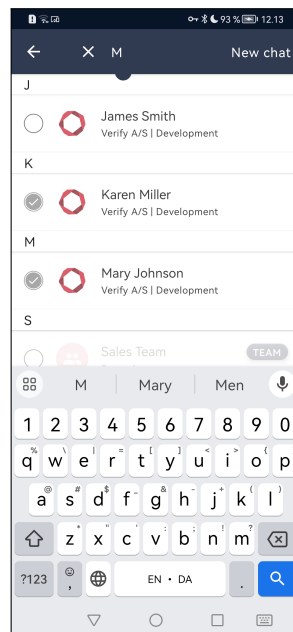 93 % 12.13
M New chat
J
James Smith
Verify A/S | Development
K
Karen Miller
Verify A/S | Development
M
Mary Johnson
Verify A/S | Development
S
Sales Team
TEAM
M Mary Men
1 2 3 4 5 6 7 8 9 0
% \ | = [ ] < > { }
q w e r t y u i o p
@ # $ - & - + ( )
a s d f g h j k l
* " ' : ; ! ?
z x c v b n m
?123 , EN • DA .